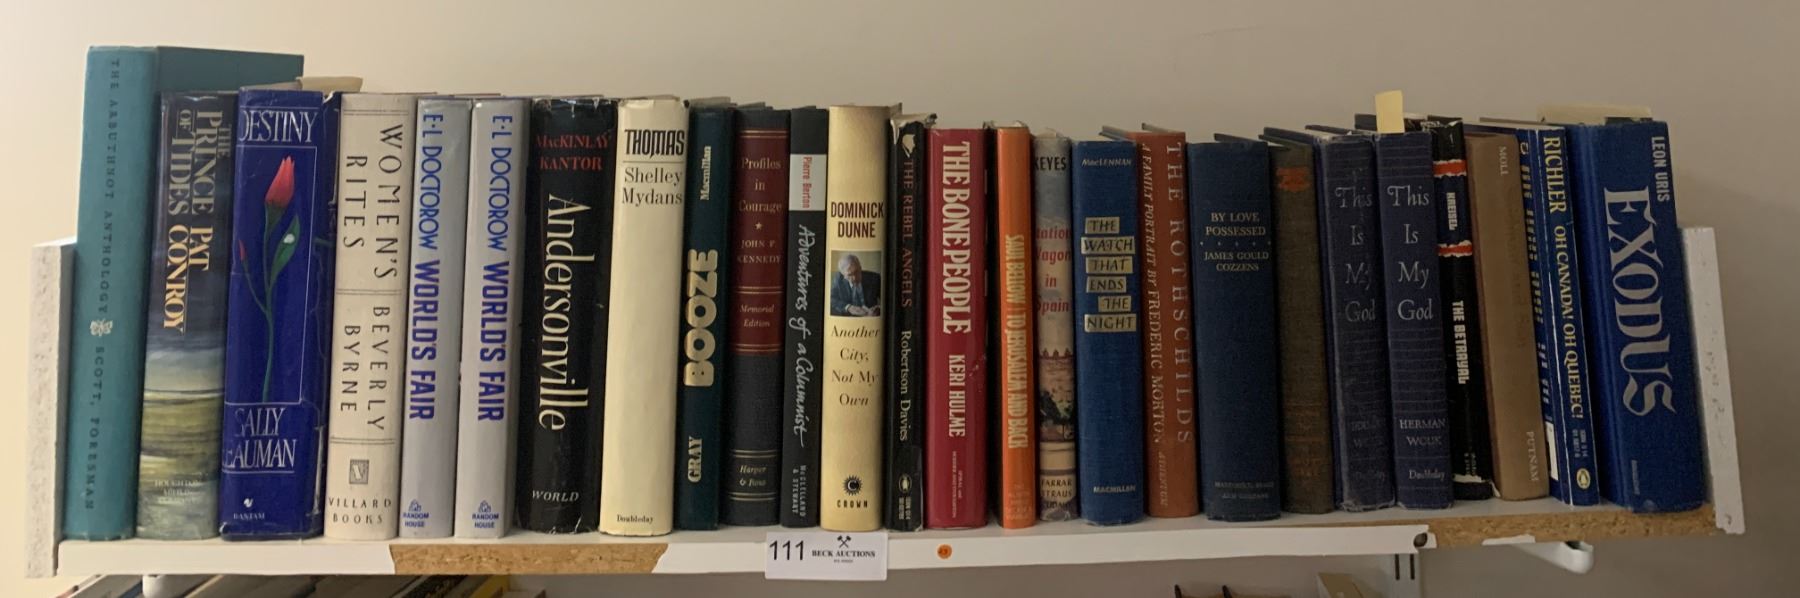 THE ARBUTHNOT ANTHOLOGY SCOTT, FORESMAN
THE PRINCE OF TIDES PAT CONROY
HOUGHTON
DESTINY
SALLY
BEAUMAN
BANTAM
WOMEN'S RITES
BEVERLY BYRNE
VILLARD
BOOKS
E·L DOCTOROW WORLD'S FAIR
RANDOM
HOUSE
E·L DOCTOROW WORLD'S FAIR
RANDOM
HOUSE
MacKINLAY
KANTOR
Andersonville
WORLD
THOMAS
Shelley
Mydans
Doubleday
Macmillan
BOOZE
GRAY
Profiles
in
Courage
JOHN F.
KENNEDY
Memorial
Edition
Harper
& Row
Pierre Berton
Adventures of a Columnist
McCLELLAND
& STEWART
DOMINICK
DUNNE
Another
City,
Not My
Own
CROWN
THE REBEL ANGELS Robertson Davies
THE BONE PEOPLE KERI HULME
SAUL BELLOW TO JERUSALEM AND BACK
KEYES
Station
Wagon
in
Spain
FARRAR
STRAUS
MacLENNAN
THE
WATCH
THAT
ENDS
THE
NIGHT
MACMILLAN
THE ROTHSCHILDS
A FAMILY PORTRAIT BY FREDERIC MORTON
BY LOVE
POSSESSED
JAMES GOULD
COZZENS
This
Is
My
God
This
Is
My
God
HERMAN
WOUK
Doubleday
KREISEL
THE BETRAYAL
MOLL
PUTNAM
RICHLER OH CANADA! OH QUEBEC!
LEON URIS
EXODUS
111 BECK AUCTIONS